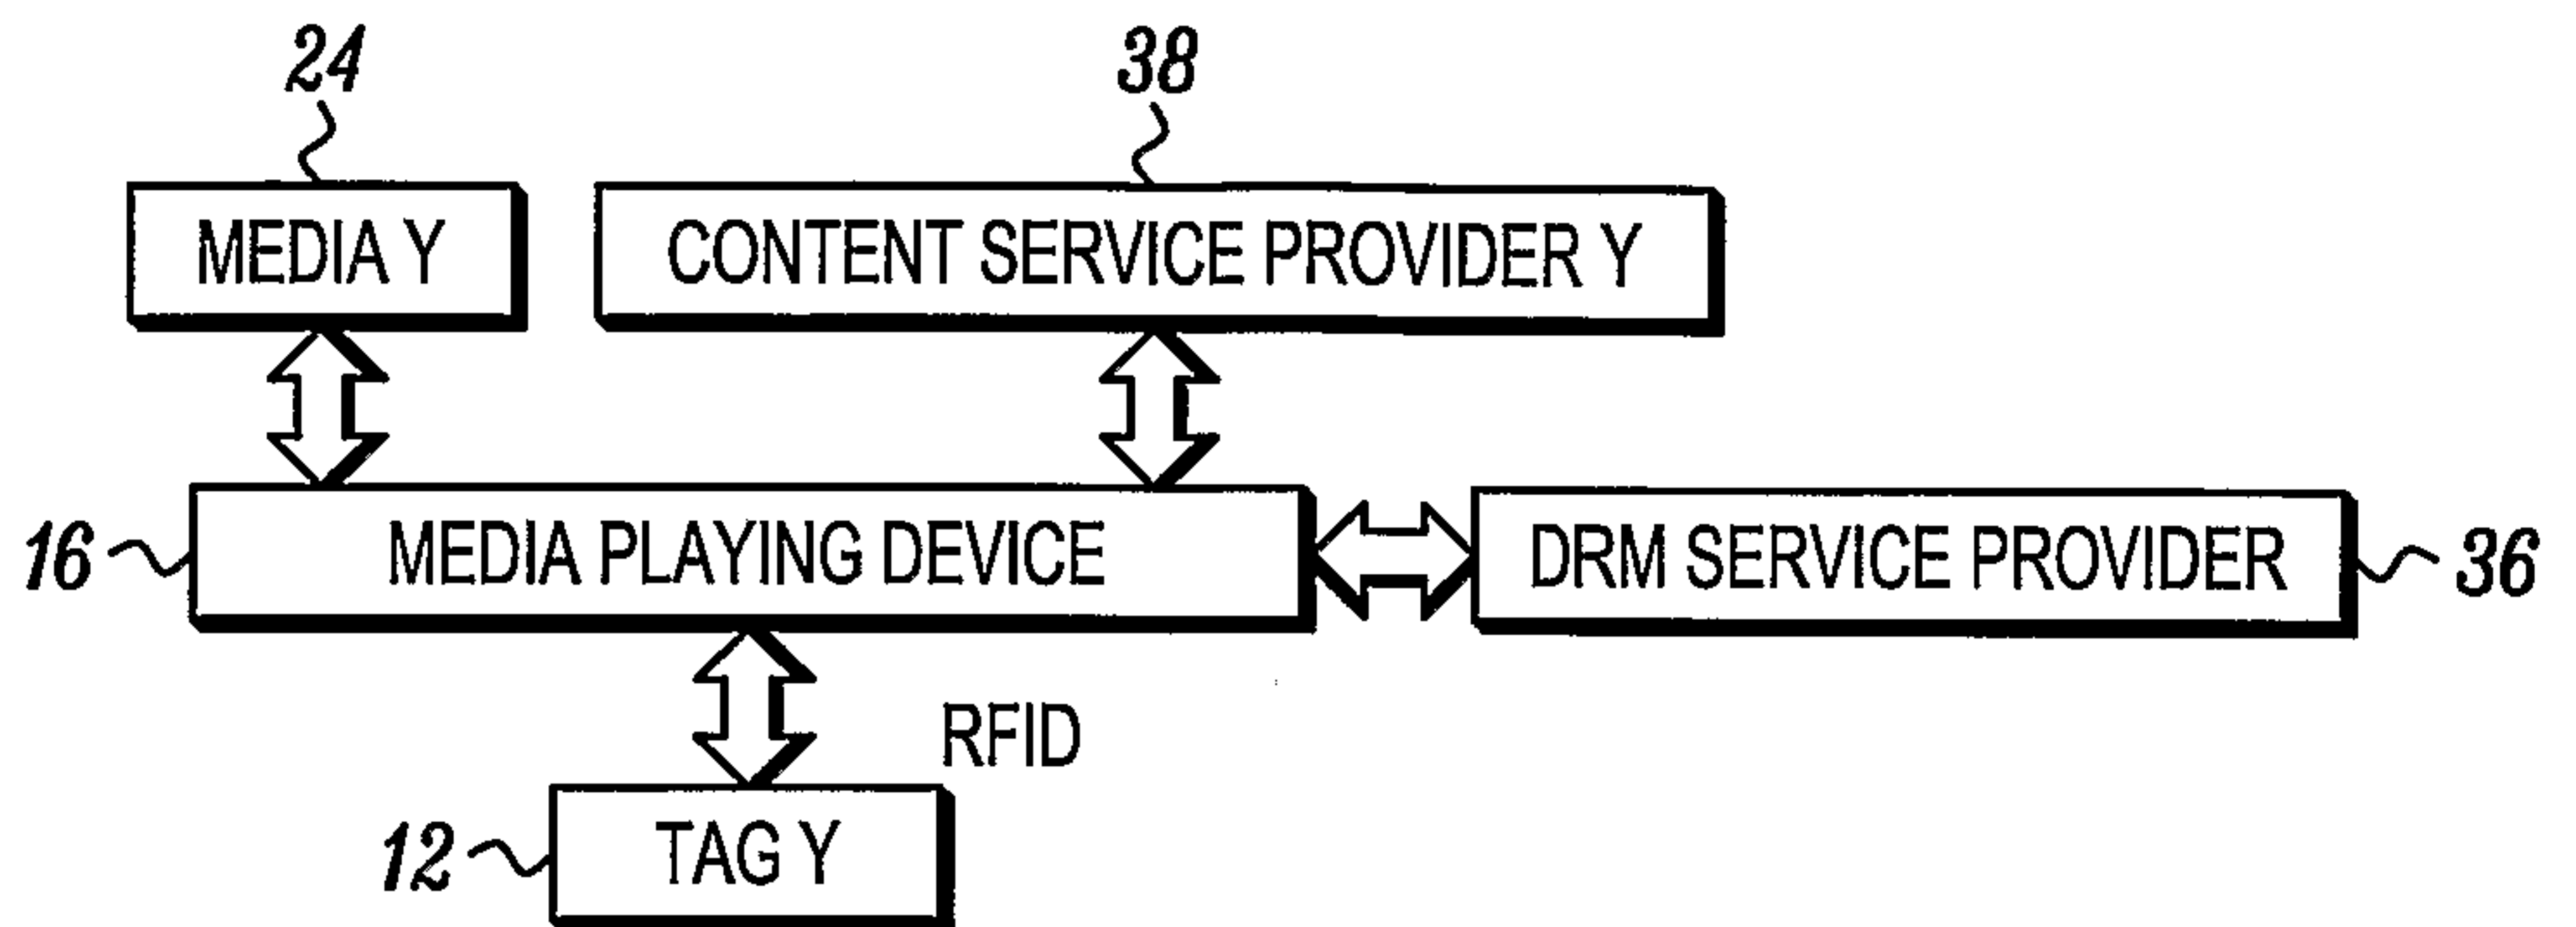 24
38
MEDIA Y
CONTENT SERVICE PROVIDER Y
16
MEDIA PLAYING DEVICE
DRM SERVICE PROVIDER
36
RFID
12
TAG Y